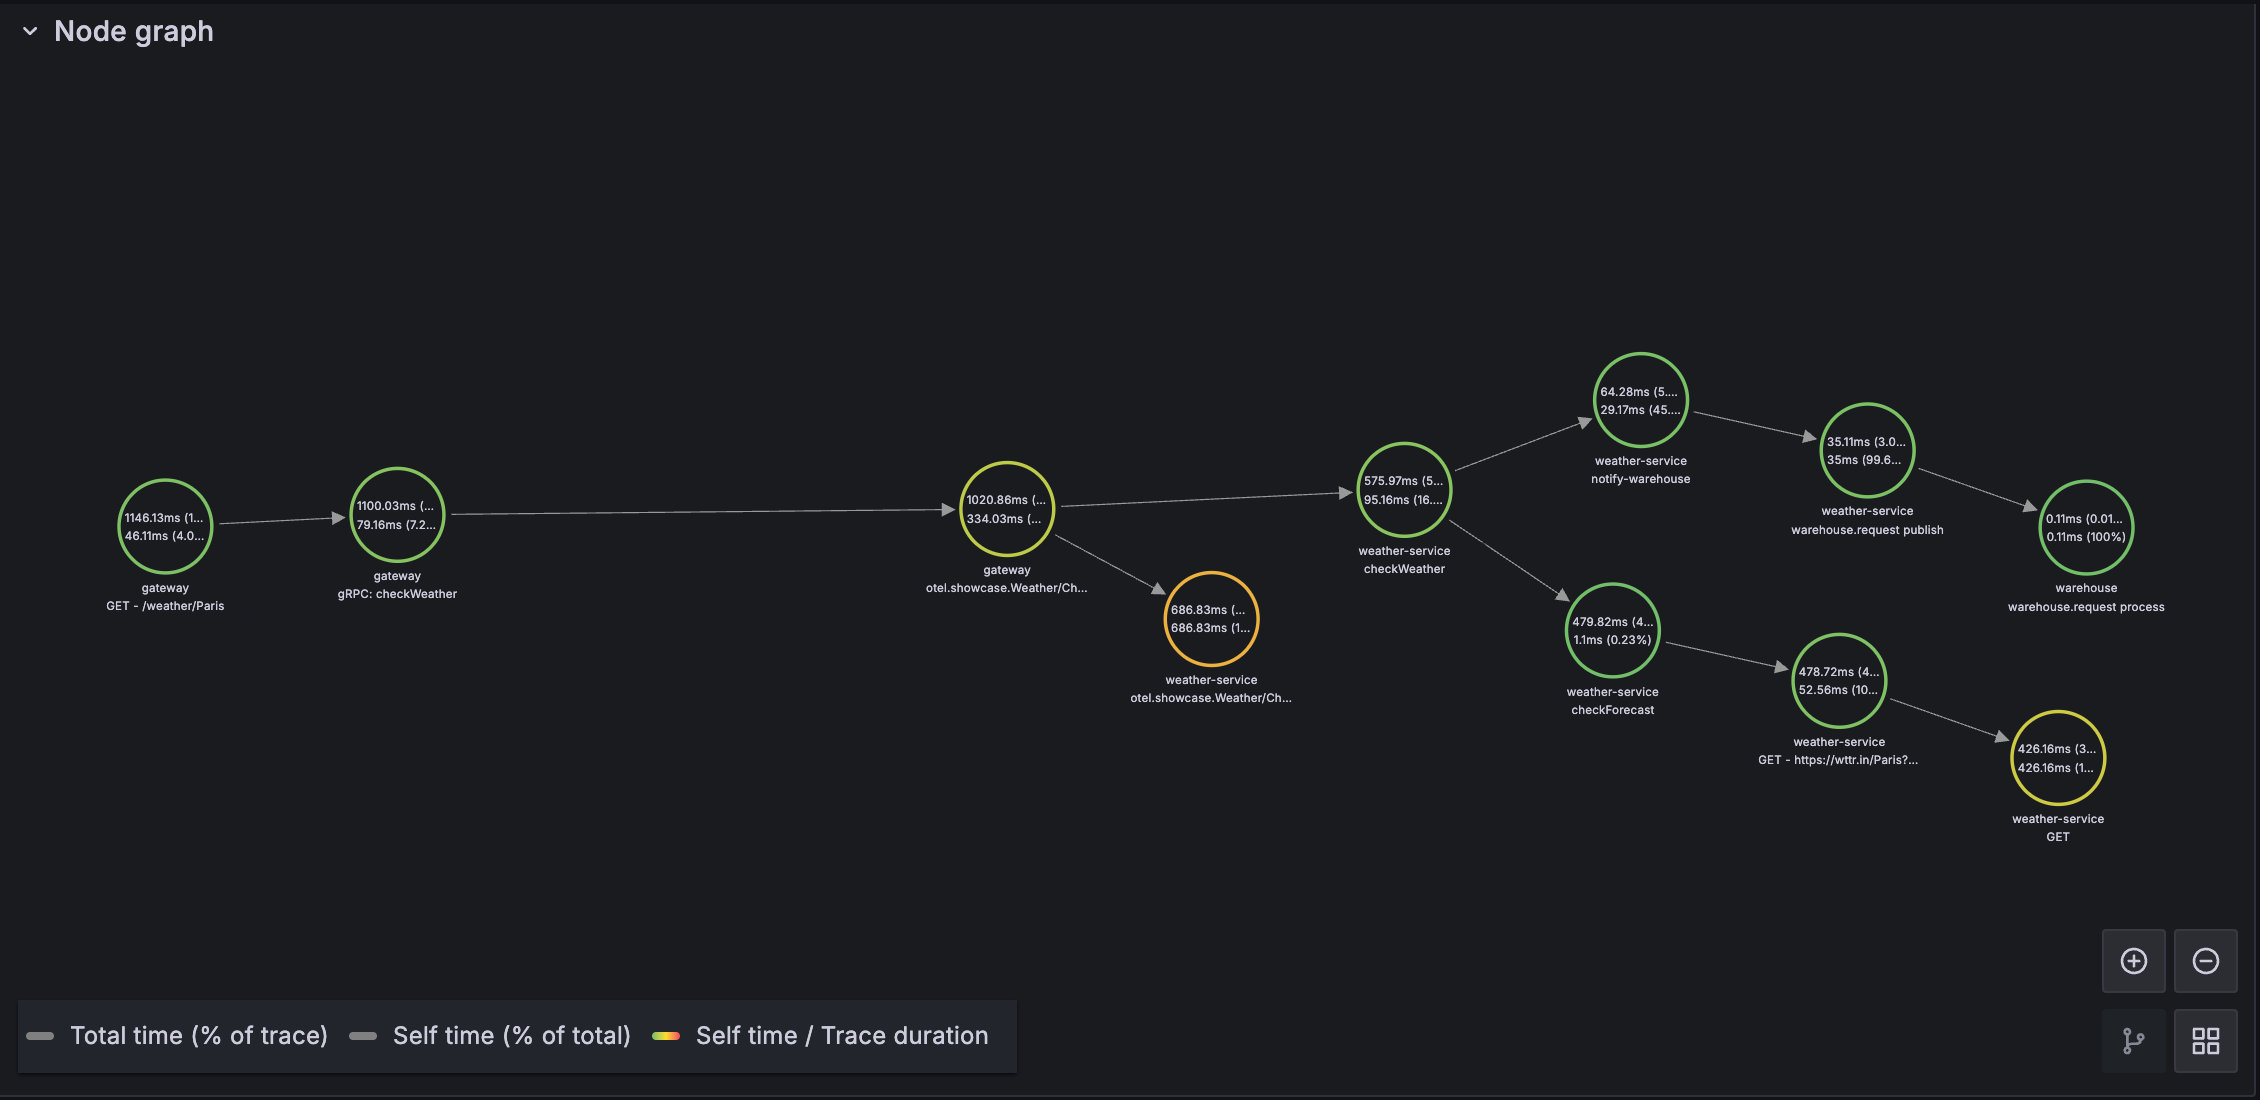 Node graph
1146.13ms (1...
46.11ms (4.0...
gateway
GET - /weather/Paris
1100.03ms (...
79.16ms (7.2...
gateway
gRPC: checkWeather
1020.86ms (...
334.03ms (...
gateway
otel.showcase.Weather/Ch...
686.83ms (...
686.83ms (1...
weather-service
otel.showcase.Weather/Ch...
575.97ms (5...
95.16ms (16....
weather-service
checkWeather
64.28ms (5....
29.17ms (45....
weather-service
notify-warehouse
35.11ms (3.0...
35ms (99.6...
weather-service
warehouse.request publish
0.11ms (0.01...
0.11ms (100%)
warehouse
warehouse.request process
479.82ms (4...
1.1ms (0.23%)
weather-service
checkForecast
478.72ms (4...
52.56ms (10...
weather-service
GET - https://wttr.in/Paris?...
426.16ms (3...
426.16ms (1...
weather-service
GET
Total time (% of trace)
Self time (% of total)
Self time / Trace duration